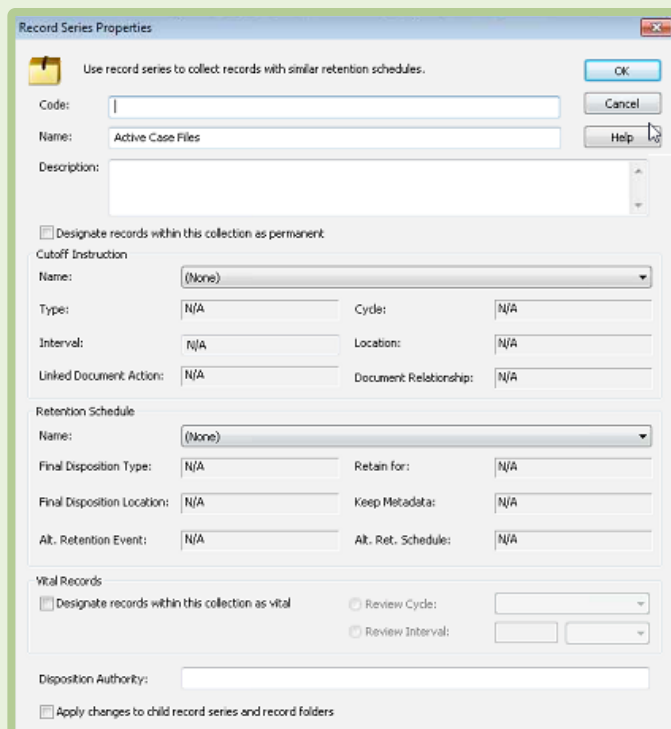 Record Series Properties
Use record series to collect records with similar retention schedules.
OK
Code:
Cancel
Name: Active Case Files
Help
Description:
Designate records within this collection as permanent
Cutoff Instruction
Name: (None)
Type: N/A Cycle: N/A
Interval: N/A Location: N/A
Linked Document Action: N/A Document Relationship: N/A
Retention Schedule
Name: (None)
Final Disposition Type: N/A Retain for: N/A
Final Disposition Location: N/A Keep Metadata: N/A
Alt. Retention Event: N/A Alt. Ret. Schedule: N/A
Vital Records
Designate records within this collection as vital Review Cycle:
Review Interval:
Disposition Authority:
Apply changes to child record series and record folders